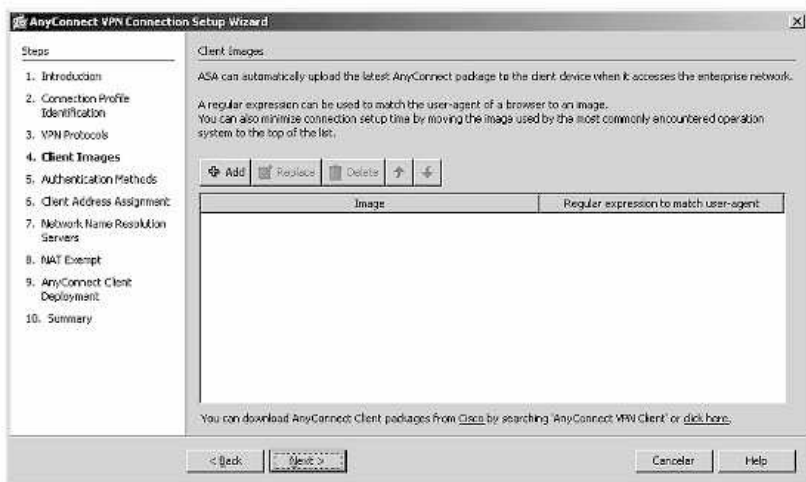 AnyConnect VPN Connection Setup Wizard
Steps
1. Introduction
2. Connection Profile
Identification
3. VPN Protocols
4. Client Images
5. Authentication Methods
6. Client Address Assignment
7. Network Name Resolution
Servers
8. NAT Exempt
9. AnyConnect Client
Deployment
10. Summary
Client Images
ASA can automatically upload the latest AnyConnect package to the client device when it accesses the enterprise network.
A regular expression can be used to match the user-agent of a browser to an image.
You can also minimize connection setup time by moving the image used by the most commonly encountered operation
system to the top of the list.
Add Replace Delete
Image Regular expression to match user-agent
You can download AnyConnect Client packages from Cisco by searching 'AnyConnect VPN Client' or click here.
< Back Next > Cancelar Help